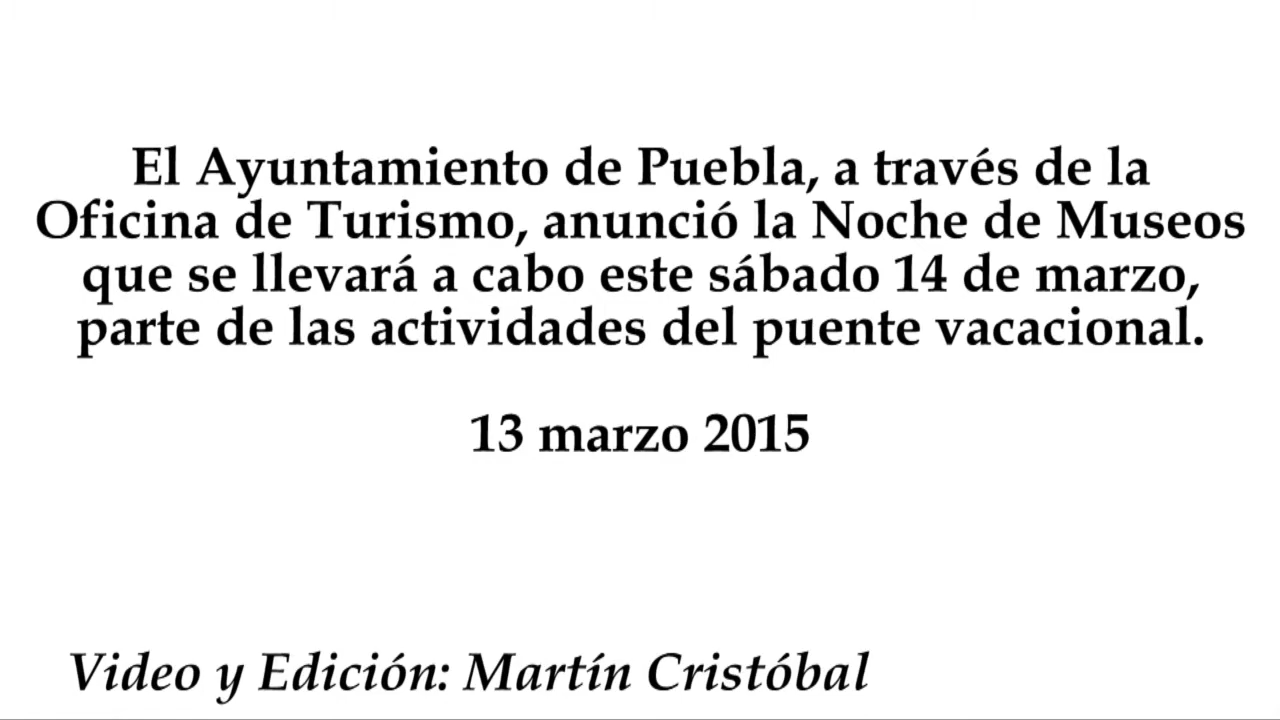 El Ayuntamiento de Puebla, a través de la
Oficina de Turismo, anunció la Noche de Museos
que se llevará a cabo este sábado 14 de marzo,
parte de las actividades del puente vacacional.
13 marzo 2015
Video y Edición: Martín Cristóbal